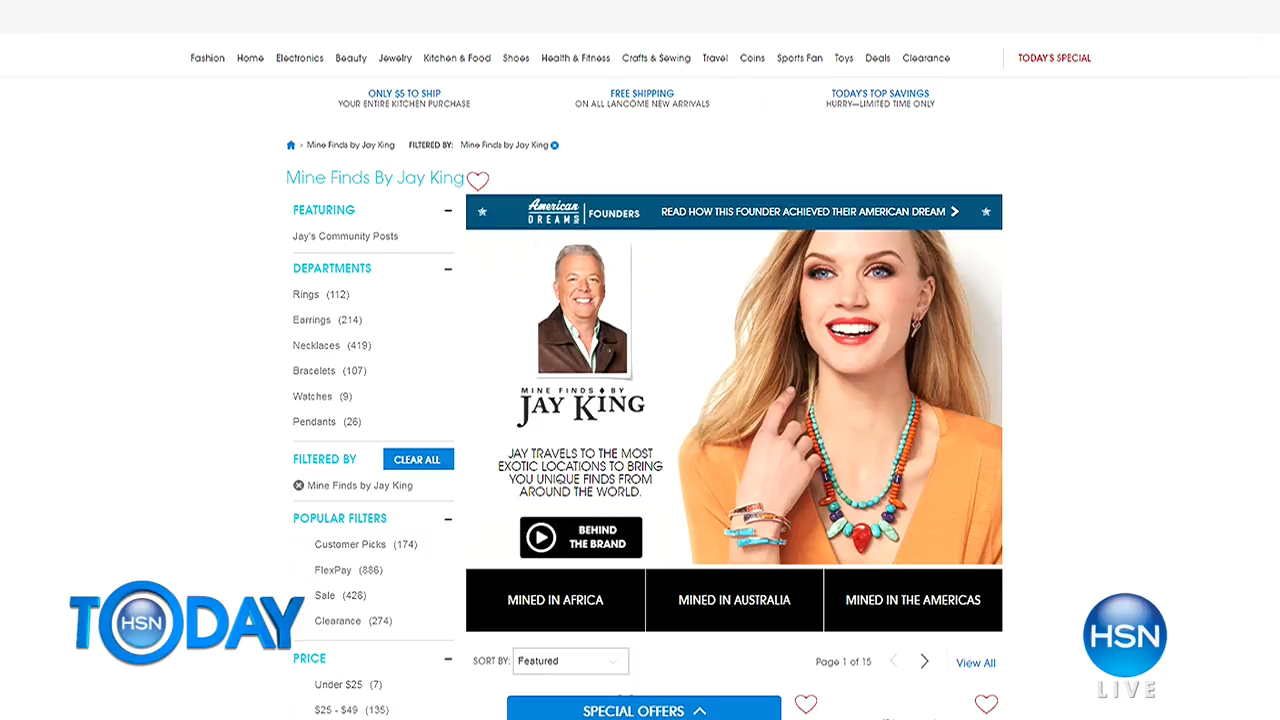 Fashion Home Electronics Beauty Jewelry Kitchen & Food Shoes Health & Fitness Crafts & Sewing Travel Coins Sports Fan Toys Deals Clearance TODAY'S SPECIAL
ONLY $5 TO SHIP
YOUR ENTIRE KITCHEN PURCHASE
FREE SHIPPING
ON ALL LANCOME NEW ARRIVALS
TODAY'S TOP SAVINGS
HURRY—LIMITED TIME ONLY
Mine Finds by Jay King FILTERED BY: Mine Finds by Jay King
Mine Finds By Jay King
FEATURING
Jay's Community Posts
DEPARTMENTS
Rings (112)
Earrings (214)
Necklaces (419)
Bracelets (107)
Watches (9)
Pendants (26)
FILTERED BY CLEAR ALL
Mine Finds by Jay King
POPULAR FILTERS
Customer Picks (174)
FlexPay (886)
Sale (428)
Clearance (274)
PRICE
Under $25 (7)
$25 - $49 (135)
American
DREAMS
FOUNDERS
READ HOW THIS FOUNDER ACHIEVED THEIR AMERICAN DREAM
MINE FINDS BY
JAY KING
JAY TRAVELS TO THE MOST
EXOTIC LOCATIONS TO BRING
YOU UNIQUE FINDS FROM
AROUND THE WORLD.
BEHIND
THE BRAND
MINED IN AFRICA
MINED IN AUSTRALIA
MINED IN THE AMERICAS
SORT BY: Featured
Page 1 of 15
View All
SPECIAL OFFERS
TODAY
HSN
HSN
LIVE